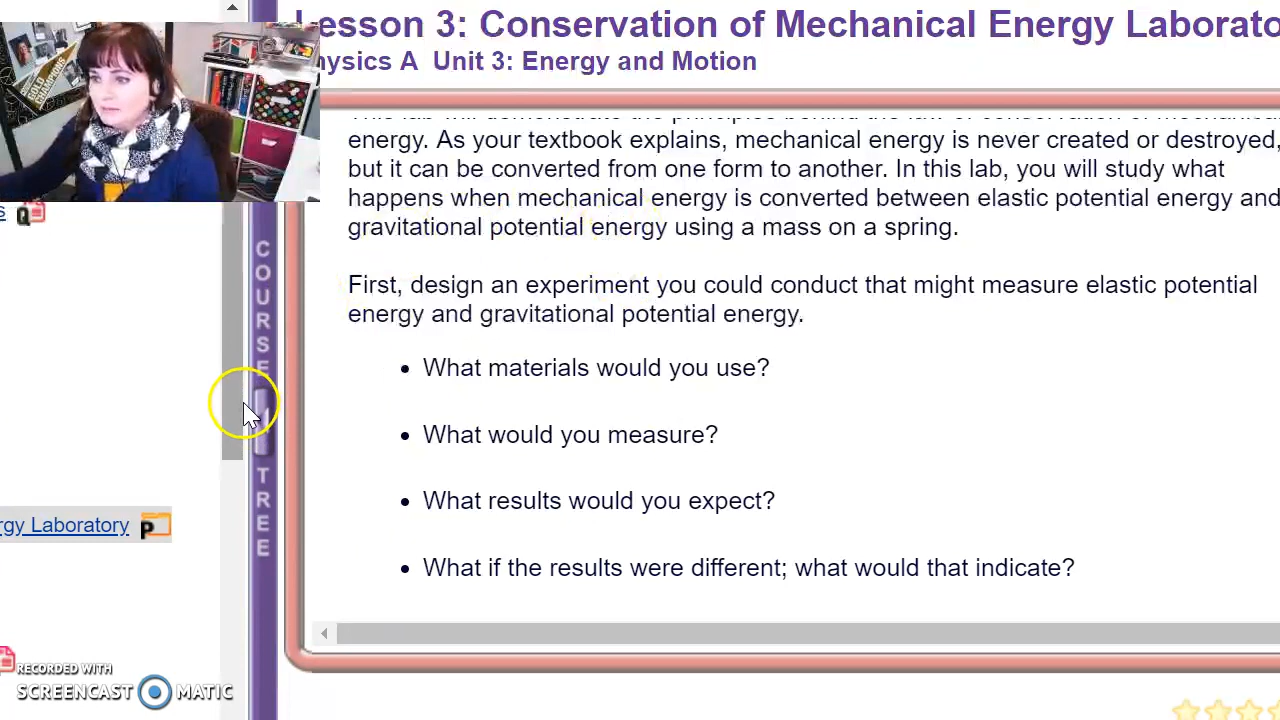 Lesson 3: Conservation of Mechanical Energy Laborato
hysics A Unit 3: Energy and Motion
GOLD
CHAMPIONS
energy. As your textbook explains, mechanical energy is never created or destroyed,
but it can be converted from one form to another. In this lab, you will study what
happens when mechanical energy is converted between elastic potential energy and
gravitational potential energy using a mass on a spring.
First, design an experiment you could conduct that might measure elastic potential
energy and gravitational potential energy.
• What materials would you use?
• What would you measure?
• What results would you expect?
• What if the results were different; what would that indicate?
s
Q
rgy Laboratory P
COURSE
TREE
RECORDED WITH
SCREENCAST MATIC